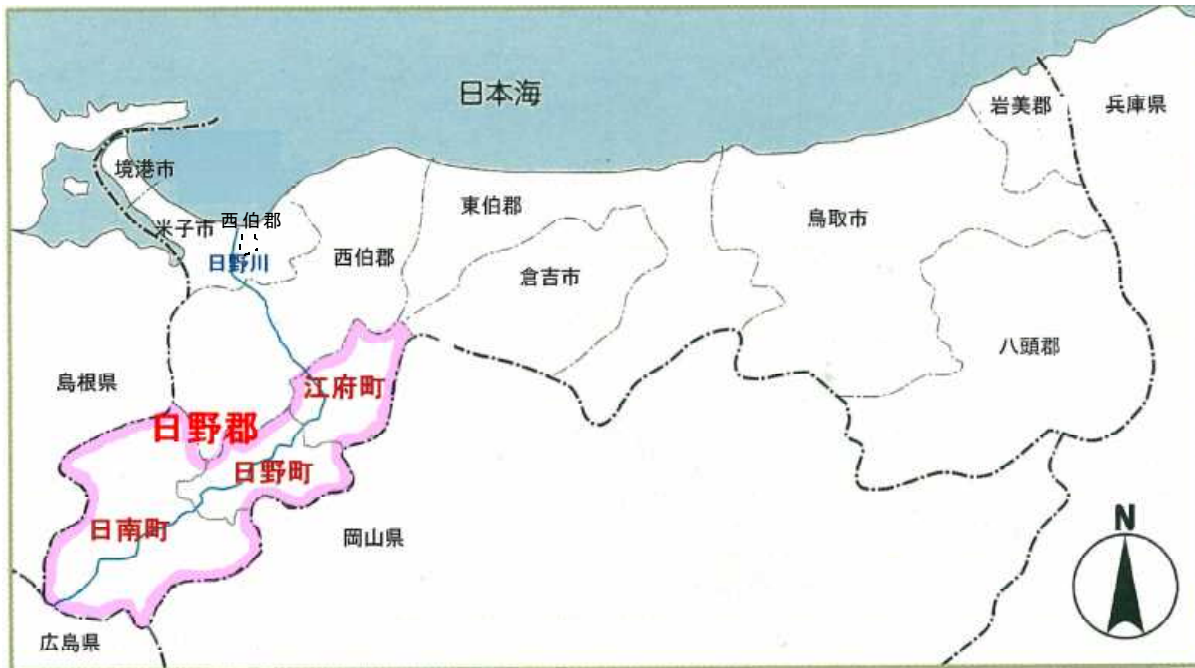 日本海
岩美郡
兵庫県
境港市
米子市
西伯郡
東伯郡
鳥取市
日野川
西伯郡
倉吉市
八頭郡
島根県
江府町
日野郡
日野町
日南町
岡山県
広島県
N